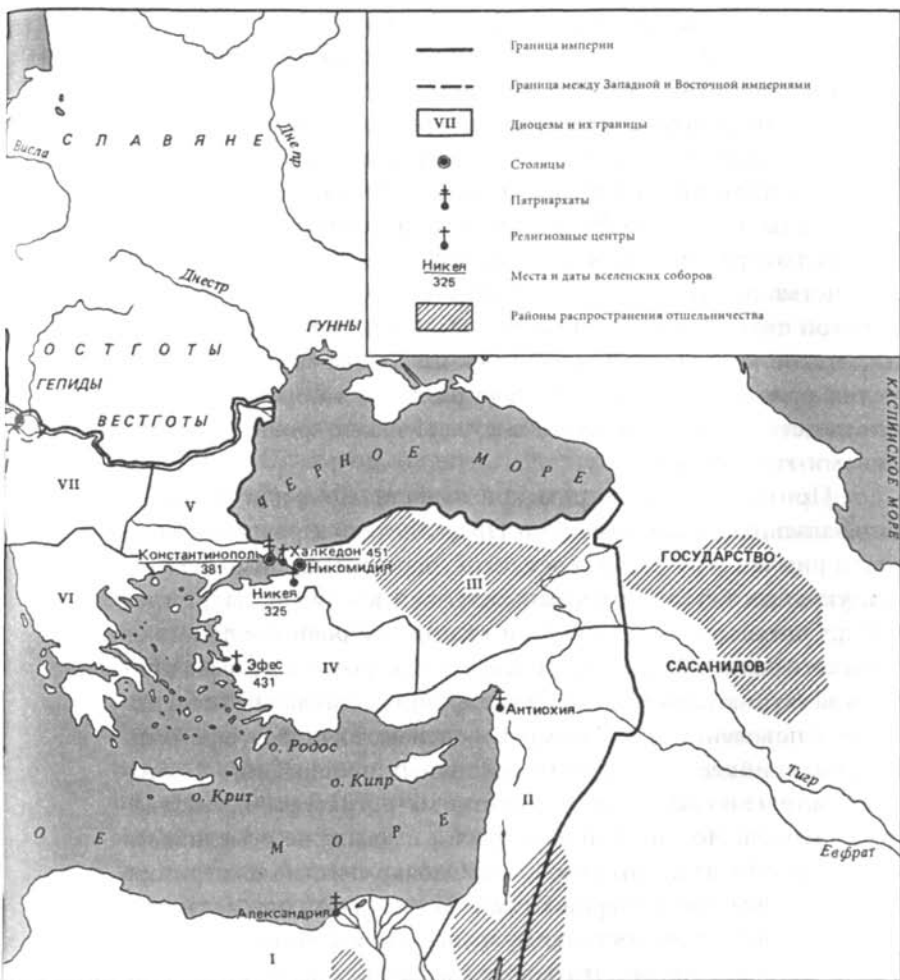 Граница империи
Граница между Западной и Восточной империями
VII
Диоцезы и их границы
Столицы
Патриархаты
Религиозные центры
Никея
325
Места и даты вселенских соборов
Районы распространения отшельничества
СЛАВЯНЕ
Висла
Днепр
Днестр
ГУННЫ
ОСТГОТЫ
ГЕПИДЫ
ВЕСТГОТЫ
КАСПИЙСКОЕ МОРЕ
ЧЕРНОЕ МОРЕ
VII
V
Константинополь
381
Халкедон 451
Никомидия
Никея
325
III
ГОСУДАРСТВО
САСАНИДОВ
VI
Эфес
431
IV
Антиохия
о. Родос
о. Кипр
о. Крит
II
Тигр
Евфрат
О Е МОРЕ
Александрия
I